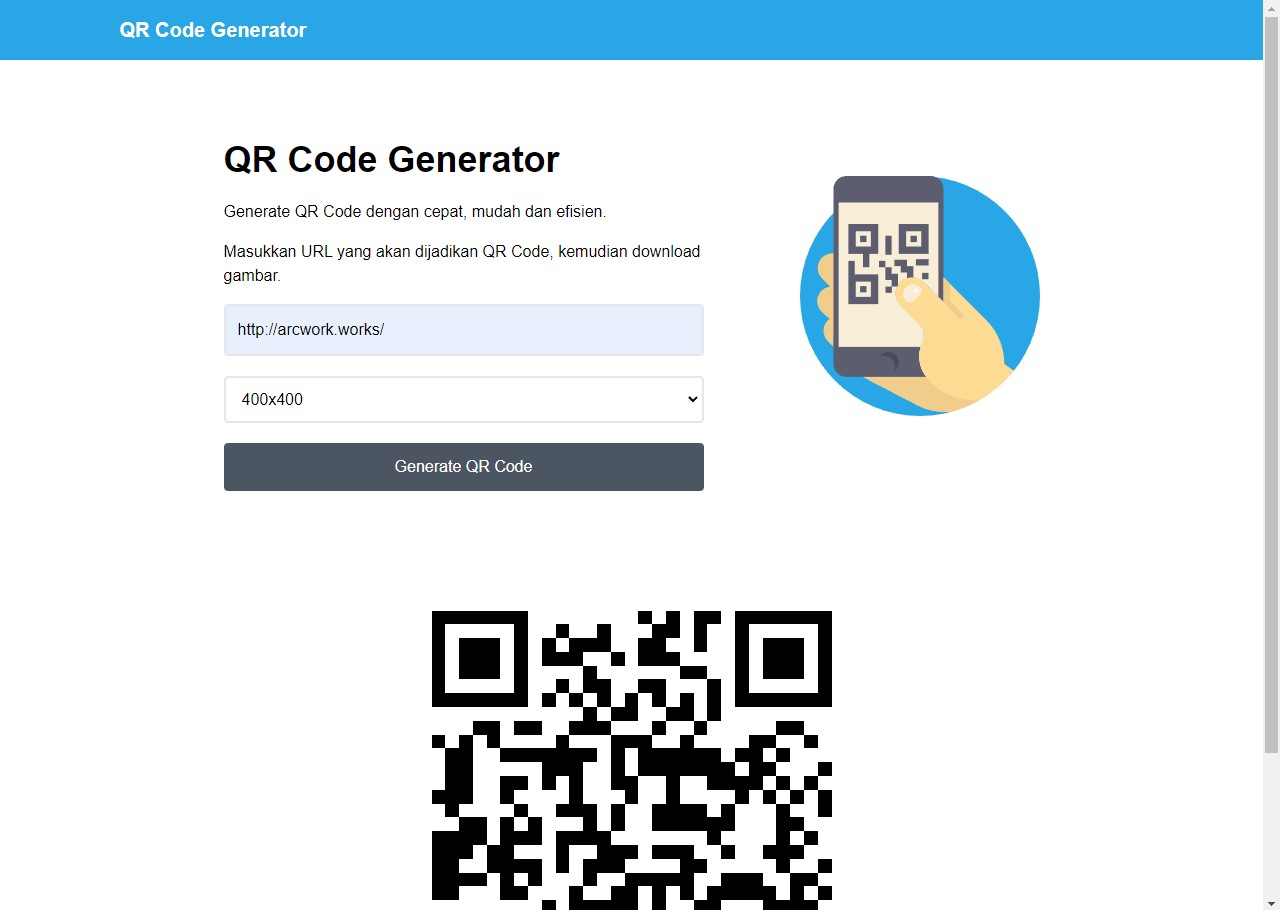 QR Code Generator
QR Code Generator
Generate QR Code dengan cepat, mudah dan efisien.
Masukkan URL yang akan dijadikan QR Code, kemudian download
gambar.
http://arcwork.works/
400x400
Generate QR Code